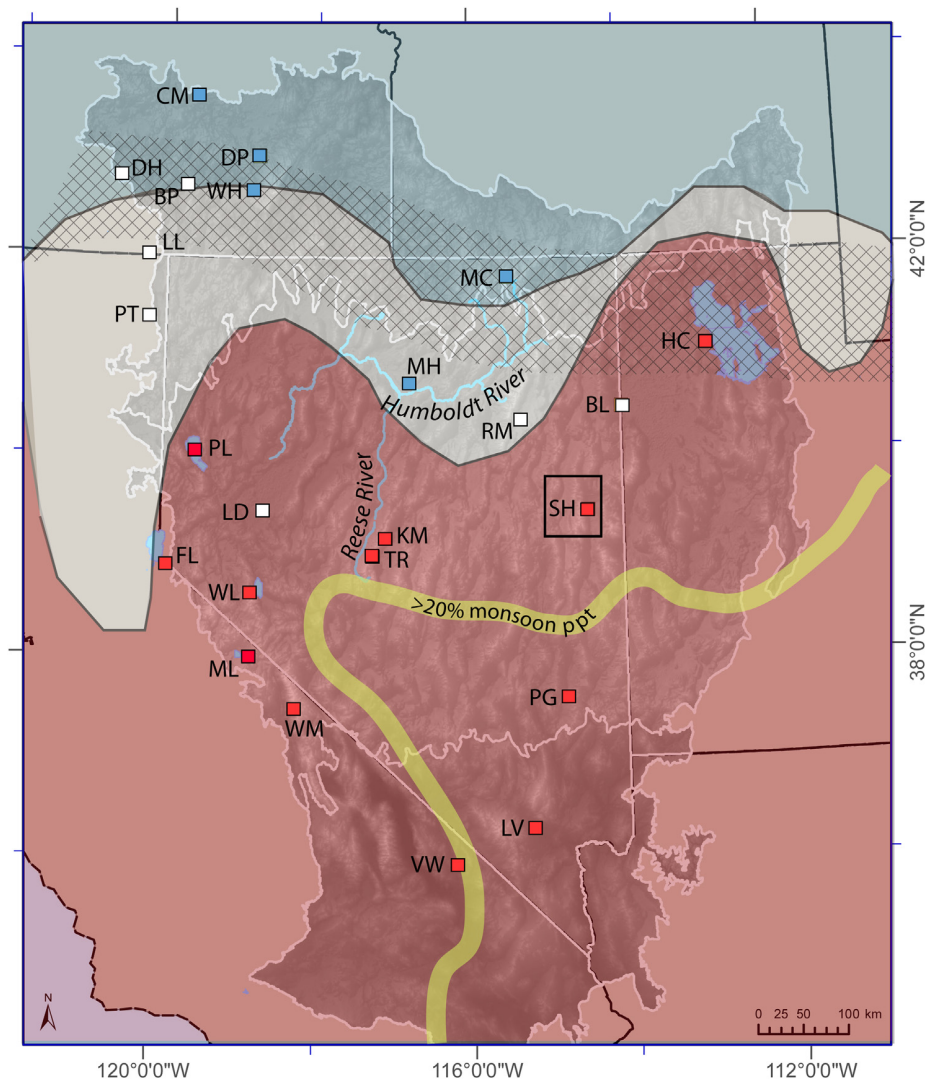 CM
DP
DH
BP
WH
LL
42°0'0"N
MC
PT
HC
MH
Humboldt River
BL
RM
PL
Reese River
LD
SH
KM
TR
FL
WL
>20% monsoon ppt
38°0'0"N
ML
PG
WM
LV
VW
N
0 25 50 100 km
120°0'0"W
116°0'0"W
112°0'0"W